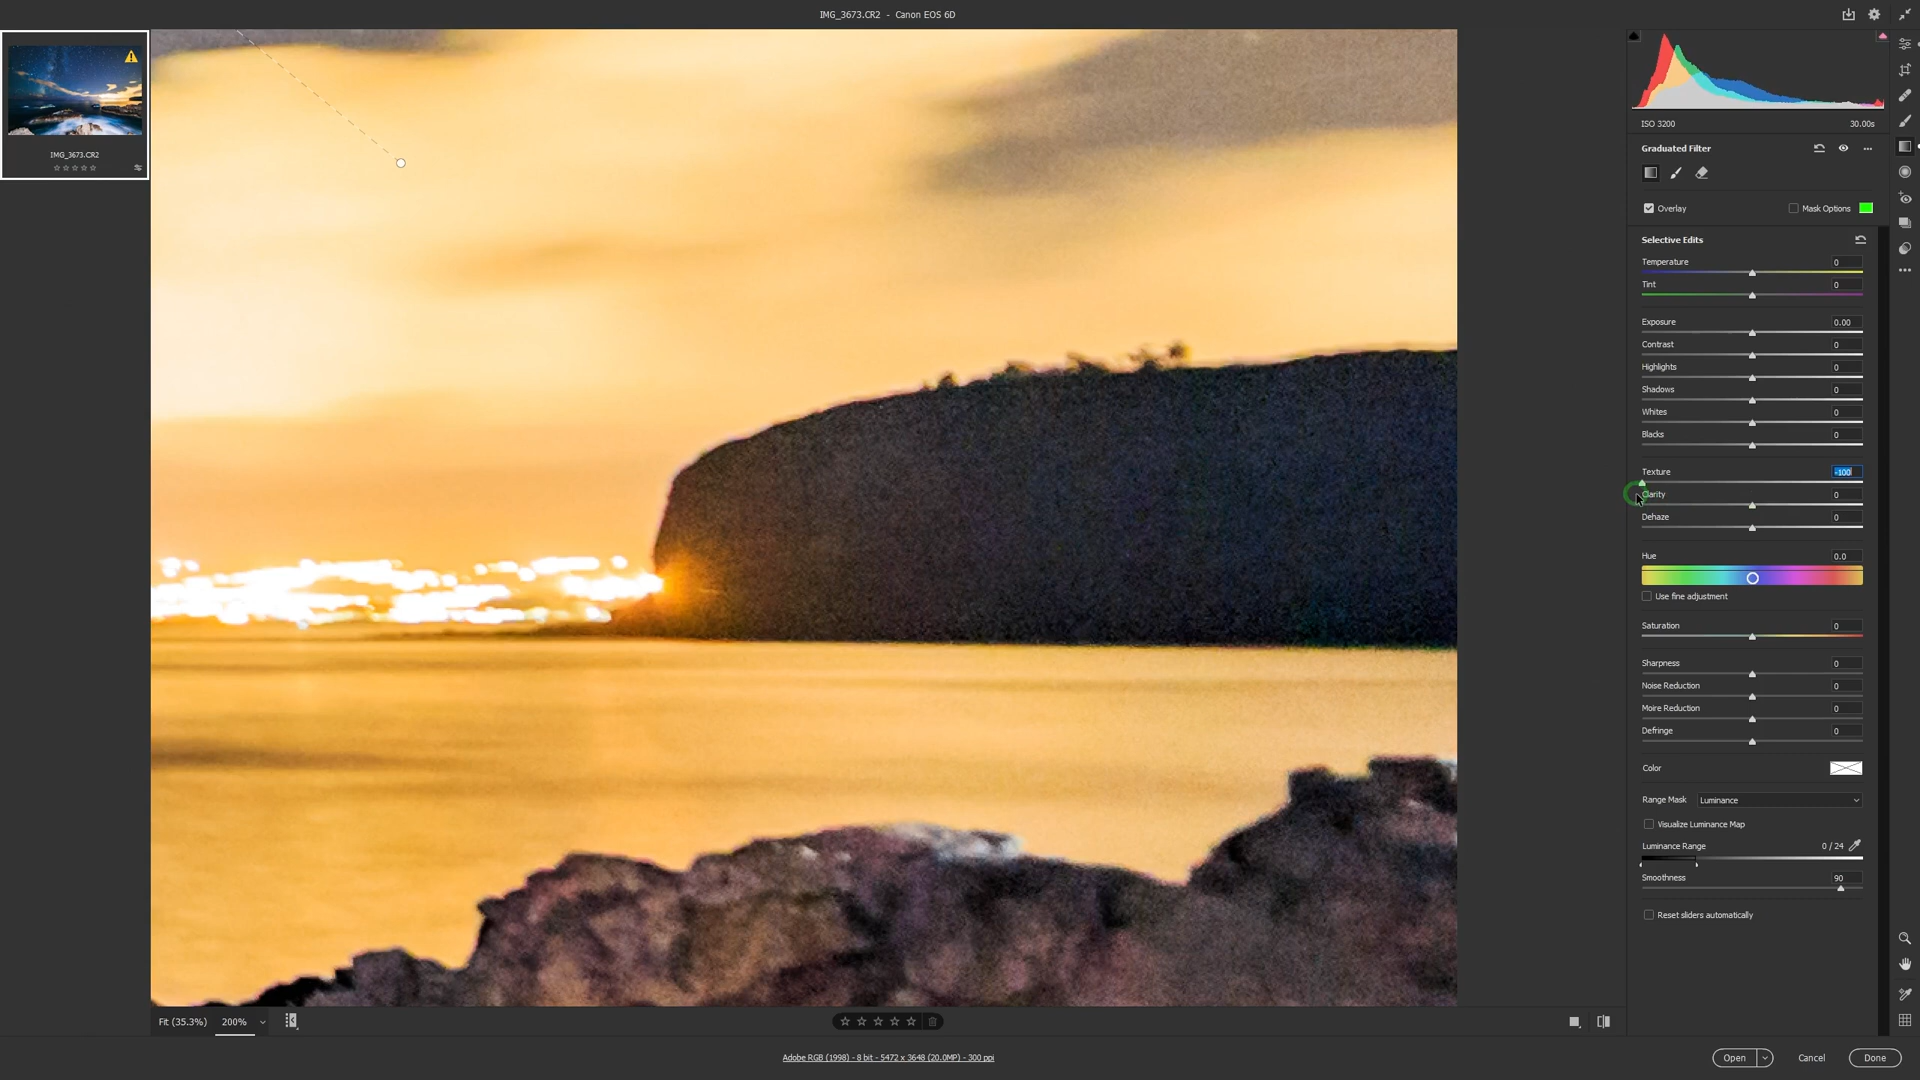 IMG_3673.CR2 - Canon EOS 6D
IMG_3673.CR2
ISO 3200 30.00s
Graduated Filter
Overlay Mask Options
Selective Edits
Temperature 0
Tint 0
Exposure 0.00
Contrast 0
Highlights 0
Shadows 0
Whites 0
Blacks 0
Texture -100
Clarity 0
Dehaze 0
Hue 0.0
Use fine adjustment
Saturation 0
Sharpness 0
Noise Reduction 0
Moire Reduction 0
Defringe 0
Color
Range Mask Luminance
Visualize Luminance Map
Luminance Range 0 / 24
Smoothness 90
Reset sliders automatically
Fit (35.3%) 200%
Adobe RGB (1998) - 8 bit - 5472 x 3648 (20.0MP) - 300 ppi
Open Cancel Done